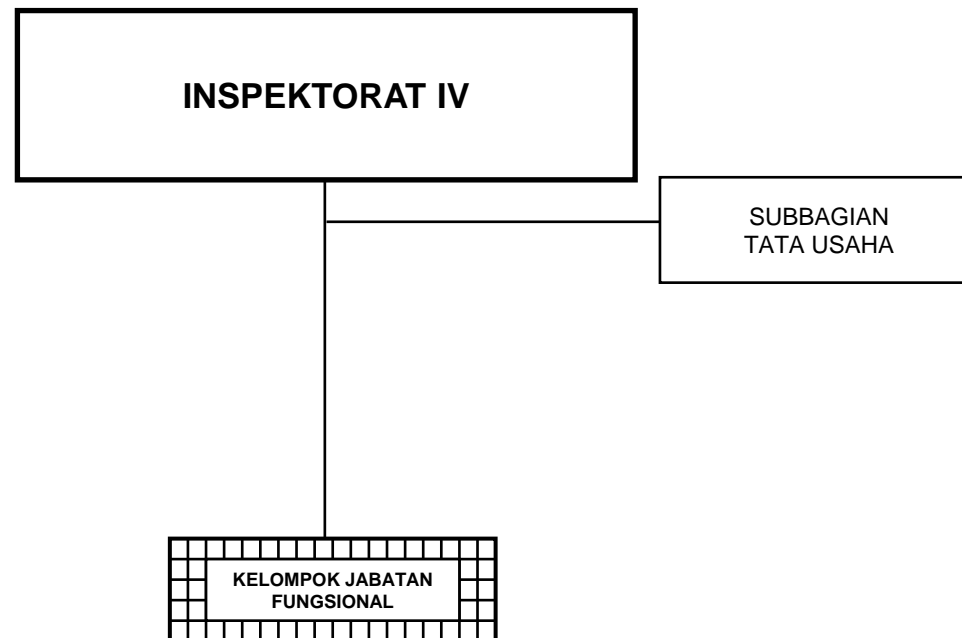 INSPEKTORAT IV
SUBBAGIAN
TATA USAHA
KELOMPOK JABATAN
FUNGSIONAL